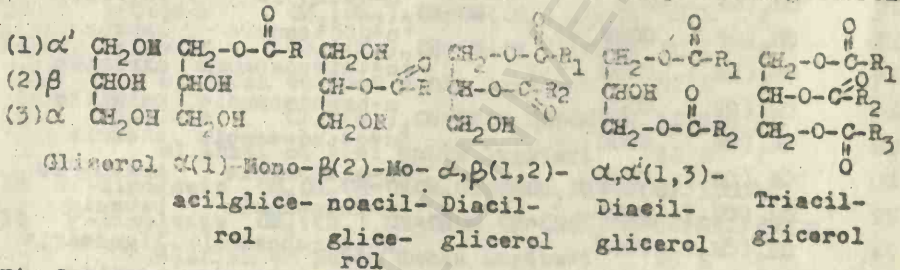 O O O O
(1)α' CH₂OH CH₂-O-C-R CH₂OH CH₂-O-C-R₁ CH₂-O-C-R₁ CH₂-O-C-R₁
(2)β CHOH CHOH CH-O-C-R CH-O-C-R₂ CHOH O CH-O-C-R₂
(3)α CH₂OH CH₂OH CH₂OH CH₂OH CH₂-O-C-R₂ CH₂-O-C-R₃
Glicerol α(1)-Mono- β(2)-Mo- α,β(1,2)- α,α'(1,3)- O
acilglice- noacil- Diacil- Diacil- Triacil-
rol glice- glicerol glicerol glicerol
rol